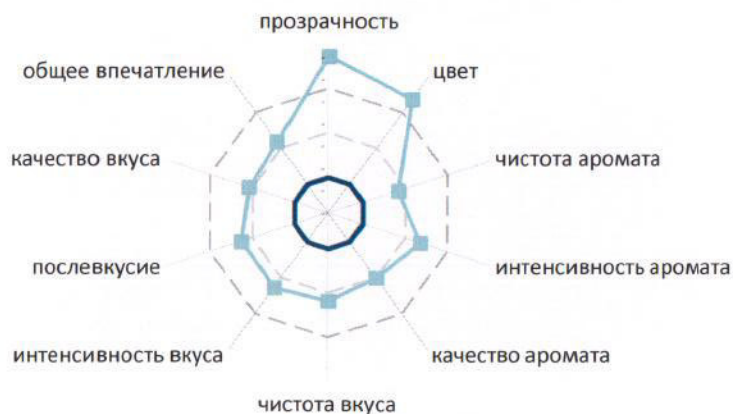 прозрачность
общее впечатление
цвет
качество вкуса
чистота аромата
послевкусие
интенсивность аромата
интенсивность вкуса
качество аромата
чистота вкуса